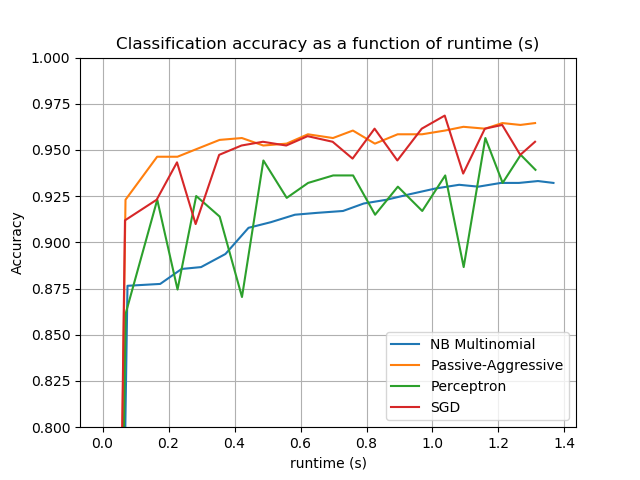 Classification accuracy as a function of runtime (s)
1.000
0.975
0.950
0.925
0.900
0.875
0.850
0.825
0.800
Accuracy
NB Multinomial
Passive-Aggressive
Perceptron
SGD
0.0 0.2 0.4 0.6 0.8 1.0 1.2 1.4
runtime (s)